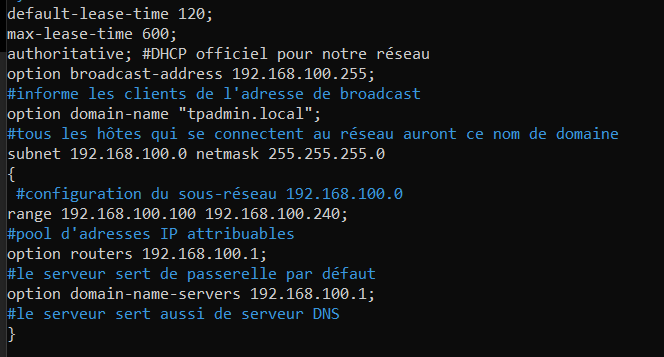 default-lease-time 120;
max-lease-time 600;
authoritative; #DHCP officiel pour notre réseau
option broadcast-address 192.168.100.255;
#informe les clients de l'adresse de broadcast
option domain-name "tpadmin.local";
#tous les hôtes qui se connectent au réseau auront ce nom de domaine
subnet 192.168.100.0 netmask 255.255.255.0
{
 #configuration du sous-réseau 192.168.100.0
range 192.168.100.100 192.168.100.240;
#pool d'adresses IP attribuables
option routers 192.168.100.1;
#le serveur sert de passerelle par défaut
option domain-name-servers 192.168.100.1;
#le serveur sert aussi de serveur DNS
}